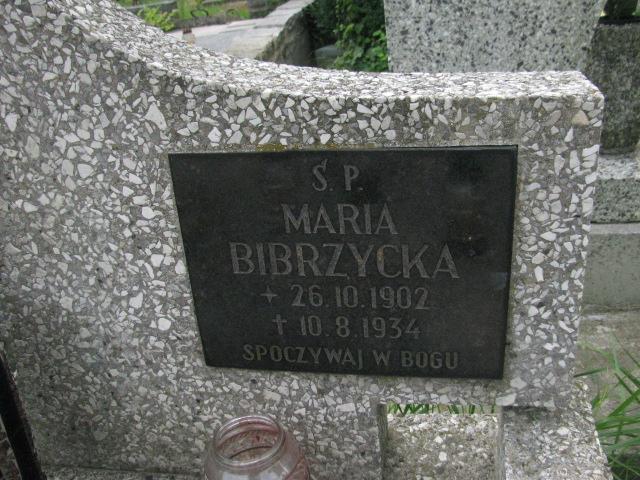 Ś. P.
MARIA
BIBRZYCKA
+ 26.10.1902
† 10.8.1934
SPOCZYWAJ W BOGU